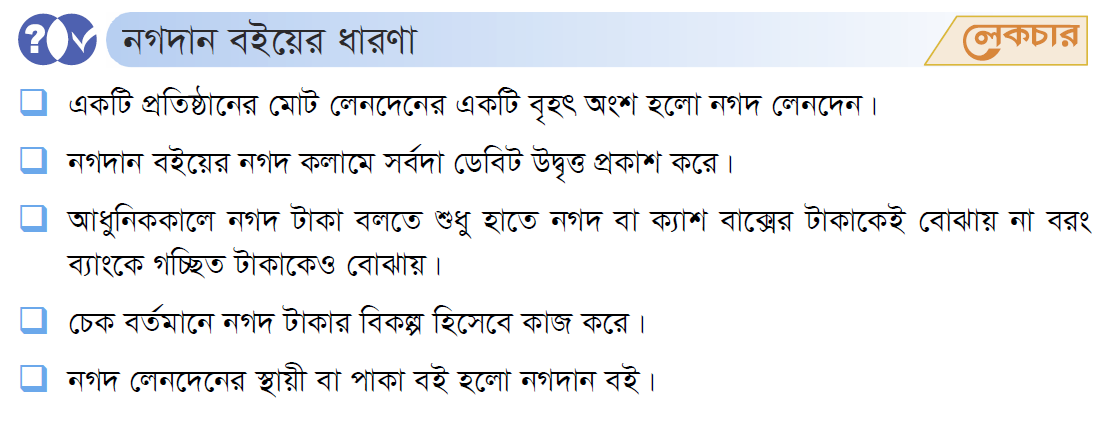 নগদান বইয়ের ধারণা
লেকচার
একটি প্রতিষ্ঠানের মোট লেনদেনের একটি বৃহৎ অংশ হলো নগদ লেনদেন।
নগদান বইয়ের নগদ কলামে সর্বদা ডেবিট উদ্বৃত্ত প্রকাশ করে।
আধুনিককালে নগদ টাকা বলতে শুধু হাতে নগদ বা ক্যাশ বাক্সের টাকাকেই বোঝায় না বরং
ব্যাংকে গচ্ছিত টাকাকেও বোঝায়।
চেক বর্তমানে নগদ টাকার বিকল্প হিসেবে কাজ করে।
নগদ লেনদেনের স্থায়ী বা পাকা বই হলো নগদান বই।